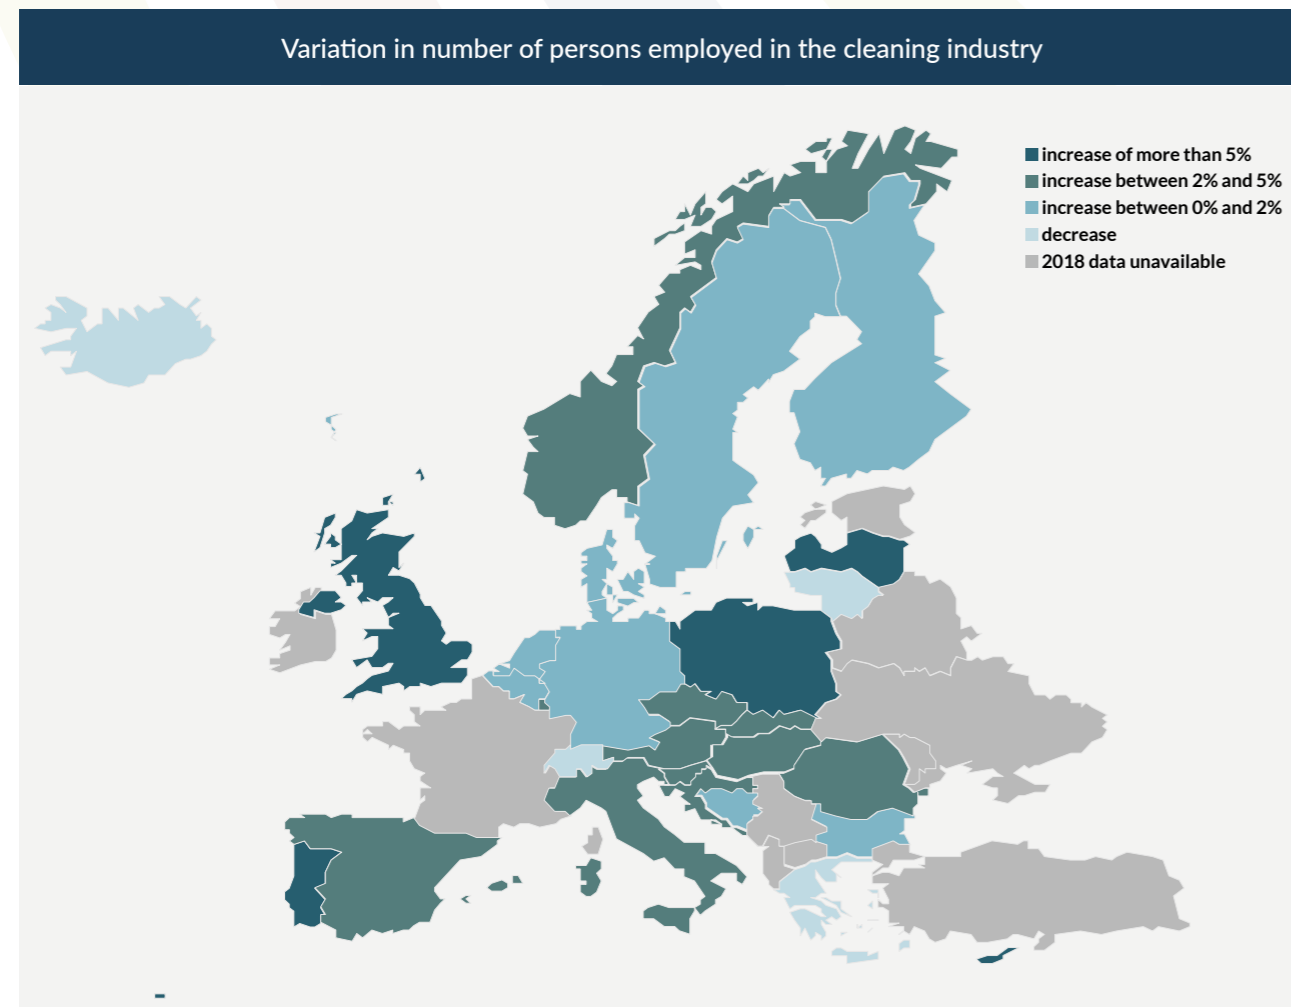 Variation in number of persons employed in the cleaning industry
increase of more than 5%
increase between 2% and 5%
increase between 0% and 2%
decrease
2018 data unavailable